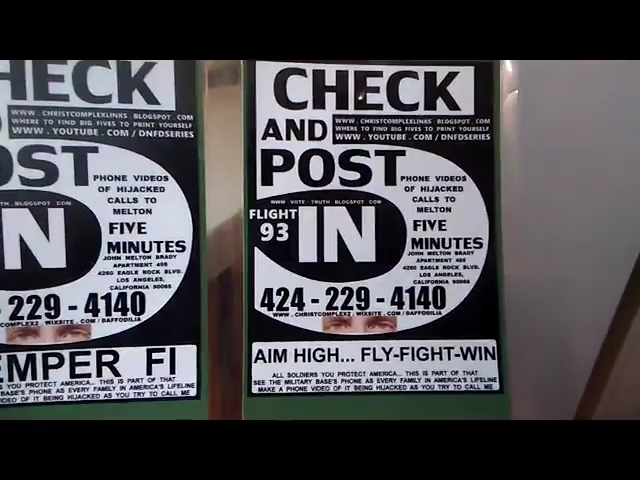 HECK
WWW . CHRISTCOMPLEXLINKS BLOGSPOT . COM
WHERE TO FIND BIG FIVES TO PRINT YOURSELF
WWW . YOUTUBE . COM / DNFDSERIES
OST
PHONE VIDEOS
OF HIJACKED
CALLS TO
MELTON
TH . BLOGSPOT . COM
N
FIVE
MINUTES
JOHN MELTON BRADY
APARTMENT 409
4260 EAGLE ROCK BLVD.
LOS ANGELES,
CALIFORNIA 90065
- 229 - 4140
COMPLEX2 . WIXSITE . COM / DAFFODILIA
EMPER FI
S YOU PROTECT AMERICA... THIS IS PART OF THAT
BASE'S PHONE AS EVERY FAMILY IN AMERICA'S LIFELINE
VIDEO OF IT BEING HIJACKED AS YOU TRY TO CALL ME
CHECK
AND
WWW . CHRISTCOMPLEXLINKS BLOGSPOT . COM
WHERE TO FIND BIG FIVES TO PRINT YOURSELF
WWW . YOUTUBE . COM / DNFDSERIES
POST
PHONE VIDEOS
OF HIJACKED
CALLS TO
MELTON
WWW . VOTE - TRUTH . BLOGSPOT . COM
FLIGHT
93
IN
FIVE
MINUTES
JOHN MELTON BRADY
APARTMENT 409
4260 EAGLE ROCK BLVD.
LOS ANGELES,
CALIFORNIA 90065
424 - 229 - 4140
WWW . CHRISTCOMPLEX2 . WIXSITE . COM / DAFFODILIA
AIM HIGH... FLY-FIGHT-WIN
ALL SOLDIERS YOU PROTECT AMERICA... THIS IS PART OF THAT
SEE THE MILITARY BASE'S PHONE AS EVERY FAMILY IN AMERICA'S LIFELINE
MAKE A PHONE VIDEO OF IT BEING HIJACKED AS YOU TRY TO CALL ME